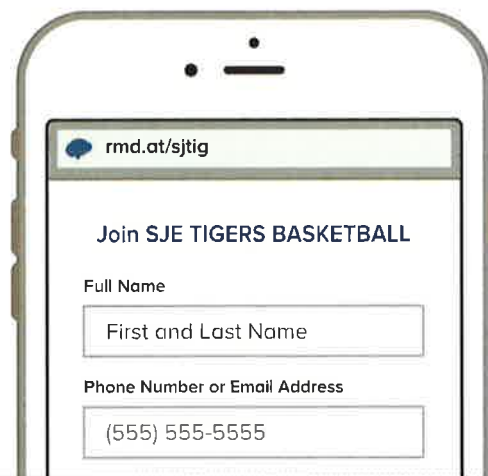 rmd.at/sjtig
Join SJE TIGERS BASKETBALL
Full Name
First and Last Name
Phone Number or Email Address
(555) 555-5555